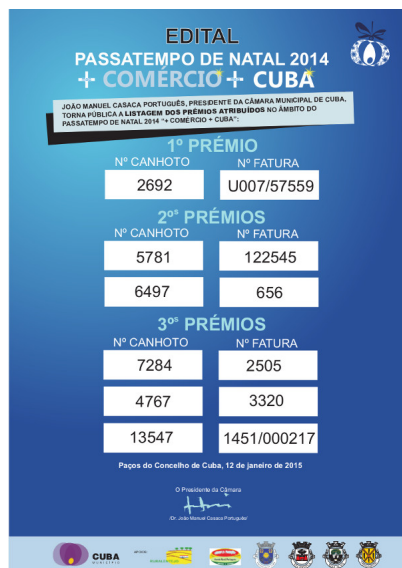 EDITAL
PASSATEMPO DE NATAL 2014
+ COMÉRCIO + CUBA
JOÃO MANUEL CASACA PORTUGUÊS, PRESIDENTE DA CÂMARA MUNICIPAL DE CUBA,
TORNA PÚBLICA A LISTAGEM DOS PRÉMIOS ATRIBUÍDOS NO ÂMBITO DO
PASSATEMPO DE NATAL 2014 "+ COMÉRCIO + CUBA":
1º PRÉMIO
Nº CANHOTO Nº FATURA
2692 U007/57559
2ºs PRÉMIOS
Nº CANHOTO Nº FATURA
5781 122545
6497 656
3ºs PRÉMIOS
Nº CANHOTO Nº FATURA
7284 2505
4767 3320
13547 1451/000217
Paços do Concelho de Cuba, 12 de janeiro de 2015
O Presidente da Câmara
/Dr. João Manuel Casaca Português/
CUBA
MUNICÍPIO